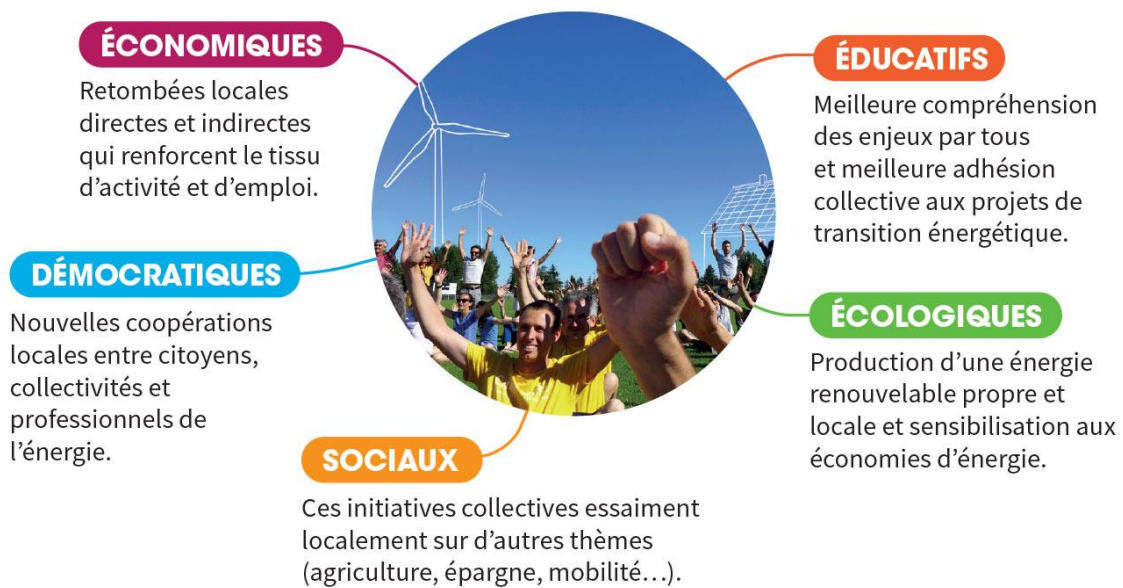 ÉCONOMIQUES
Retombées locales
directes et indirectes
qui renforcent le tissu
d’activité et d’emploi.
DÉMOCRATIQUES
Nouvelles coopérations
locales entre citoyens,
collectivités et
professionnels de
l’énergie.
SOCIAUX
Ces initiatives collectives essaiment
localement sur d’autres thèmes
(agriculture, épargne, mobilité…).
ÉDUCATIFS
Meilleure compréhension
des enjeux par tous
et meilleure adhésion
collective aux projets de
transition énergétique.
ÉCOLOGIQUES
Production d’une énergie
renouvelable propre et
locale et sensibilisation aux
économies d’énergie.